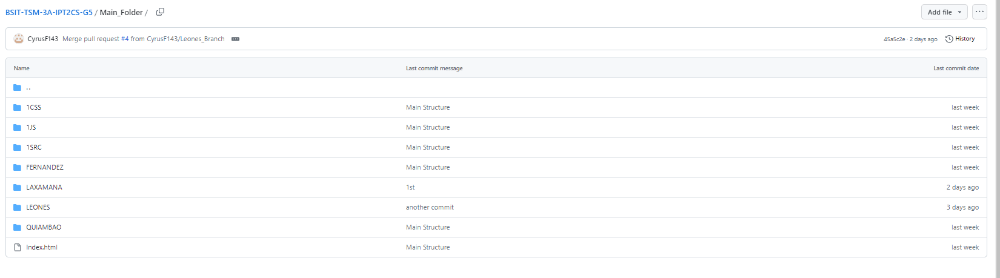 BSIT-TSM-3A-IPT2CS-G5 / Main_Folder /
Add file
CyrusF143 Merge pull request #4 from CyrusF143/Leones_Branch
45a5c2e · 2 days ago History
Name Last commit message Last commit date
..
1CSS Main Structure last week
1JS Main Structure last week
1SRC Main Structure last week
FERNANDEZ Main Structure last week
LAXAMANA 1st 2 days ago
LEONES another commit 3 days ago
QUIAMBAO Main Structure last week
Index.html Main Structure last week